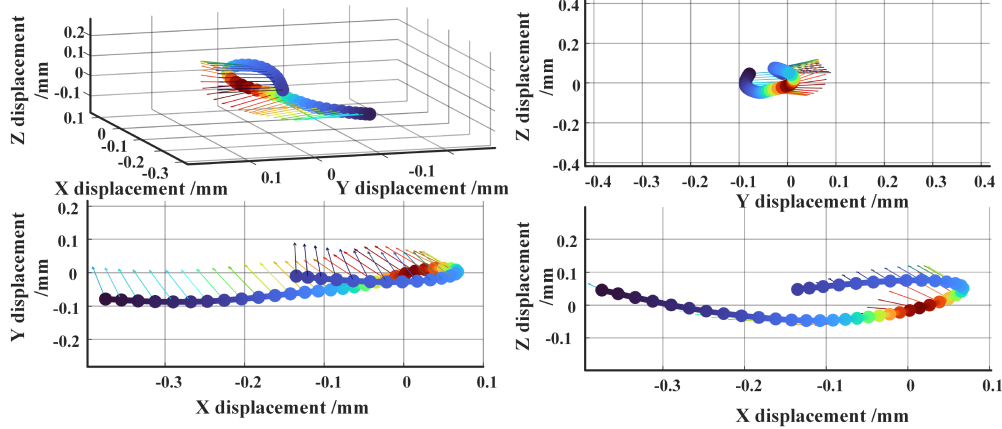 Z displacement
/mm
0.2
0.1
0
-0.1
0.1
0
-0.1
-0.2
-0.3
X displacement /mm
0.1
0
-0.1
Y displacement /mm
Z displacement
/mm
0.4
0.2
0
-0.2
-0.4
-0.4 -0.3 -0.2 -0.1 0 0.1 0.2 0.3 0.4
Y displacement /mm
Y displacement
/mm
0.2
0.1
0
-0.1
-0.2
-0.3 -0.2 -0.1 0 0.1
X displacement /mm
Z displacement
/mm
0.2
0.1
0
-0.1
-0.3 -0.2 -0.1 0 0.1
X displacement /mm